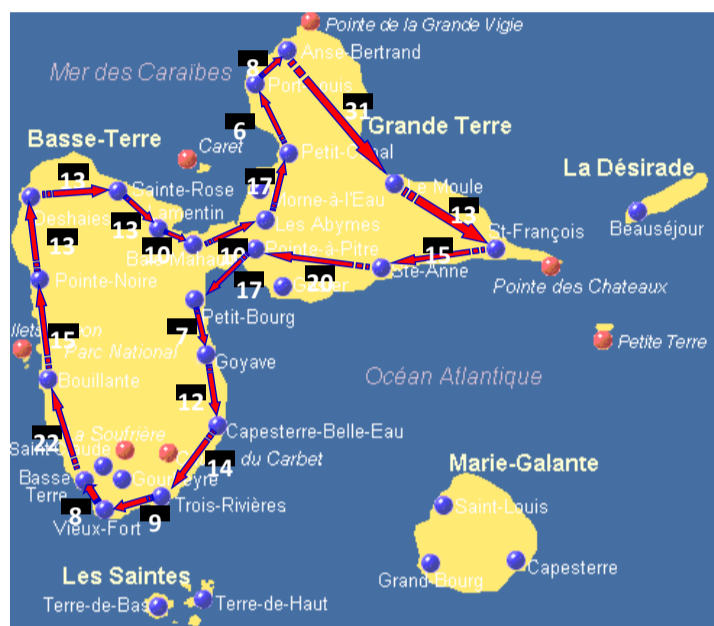 Pointe de la Grande Vigie
Anse-Bertrand
Mer des Caraïbes
8
31
6
Basse-Terre
Caret
Grande Terre
Petit-Canal
La Désirade
13
Sainte-Rose
17
Morne-à-l'Eau
Le Moule
Deshaies
Lamentin
13
Les Abymes
13
Beauséjour
St-François
13
10
Baie-Mahault
16
Pointe-à-Pitre
15
Ste-Anne
Pointe-Noire
17
20
Pointe des Chateaux
Petit-Bourg
7
15
Parc National
Goyave
Petite Terre
Bouillante
Océan Atlantique
12
22
Capesterre-Belle-Eau
14
du Carbet
Marie-Galante
Basse
Terre
Trois-Rivières
Saint-Louis
8
9
Vieux-Fort
Les Saintes
Grand-Bourg
Capesterre
Terre-de-Bas
Terre-de-Haut